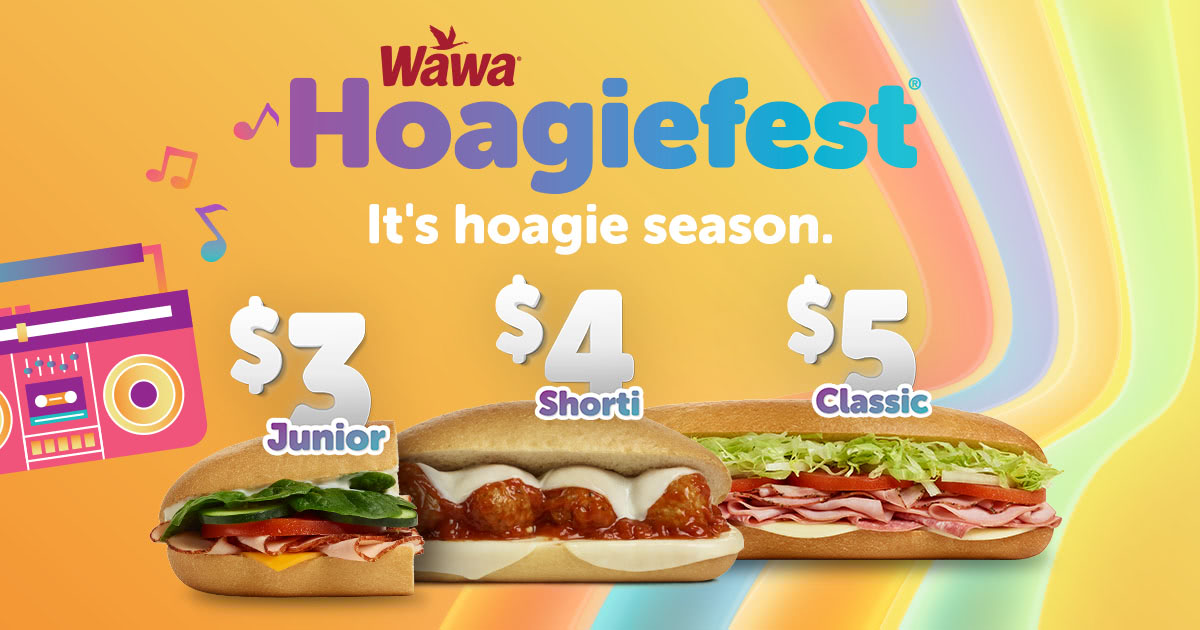 Wawa®
Hoagiefest®
It's hoagie season.
$3
Junior
$4
Shorti
$5
Classic